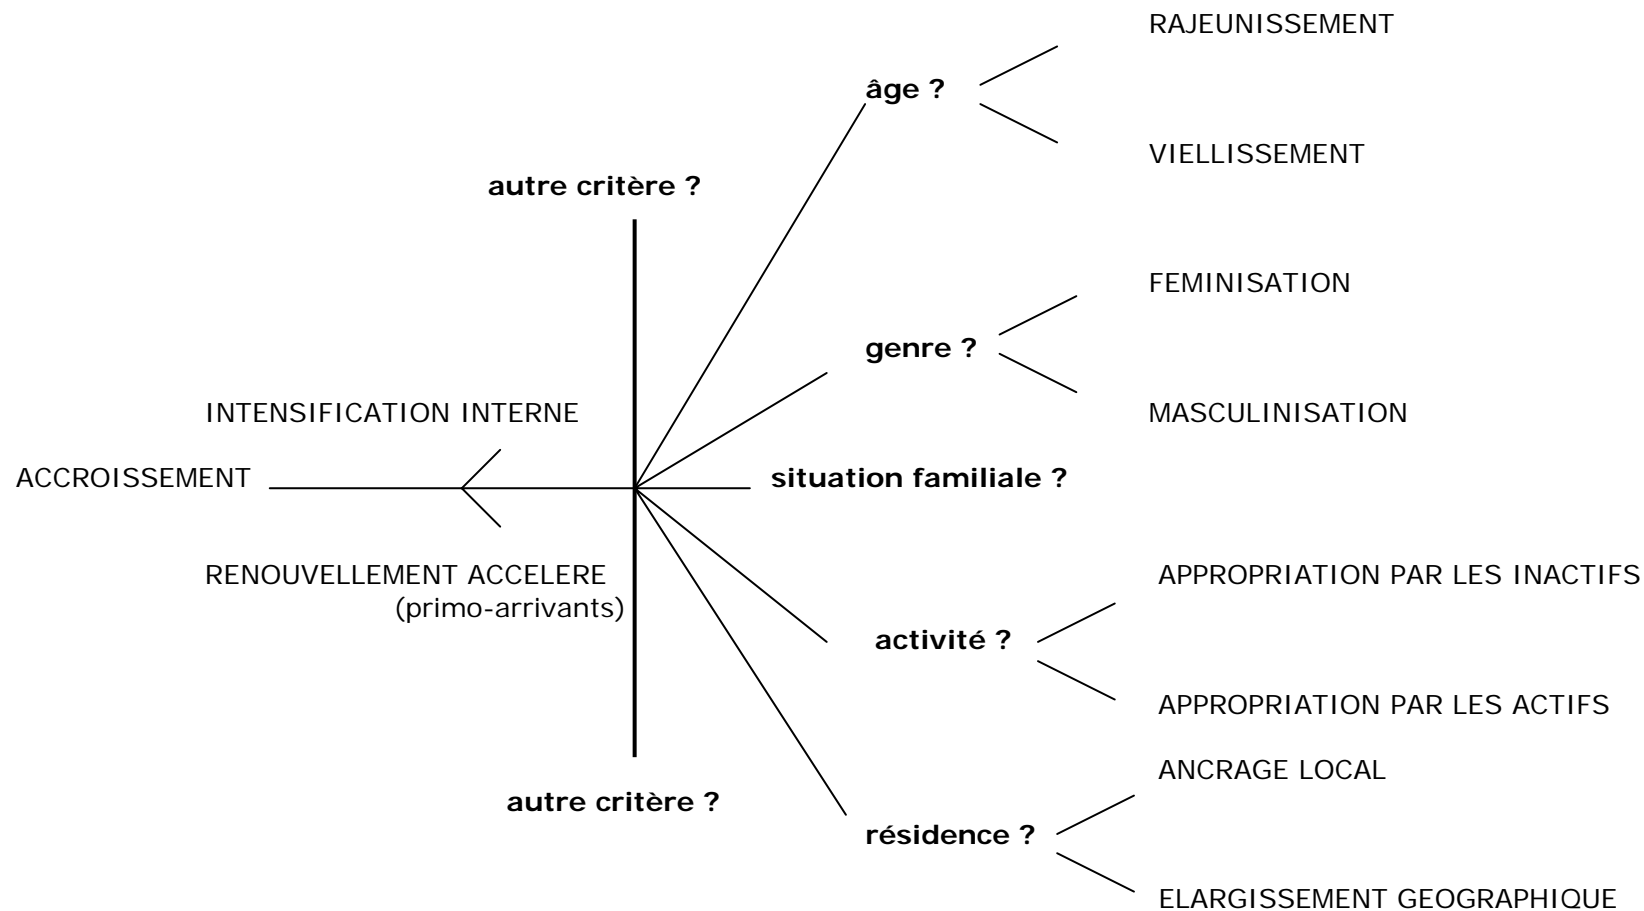 RAJEUNISSEMENT
âge ?
VIELLISSEMENT
autre critère ?
FEMINISATION
genre ?
INTENSIFICATION INTERNE
MASCULINISATION
ACCROISSEMENT
situation familiale ?
RENOUVELLEMENT ACCELERE
(primo-arrivants)
APPROPRIATION PAR LES INACTIFS
activité ?
APPROPRIATION PAR LES ACTIFS
ANCRAGE LOCAL
autre critère ?
résidence ?
ELARGISSEMENT GEOGRAPHIQUE